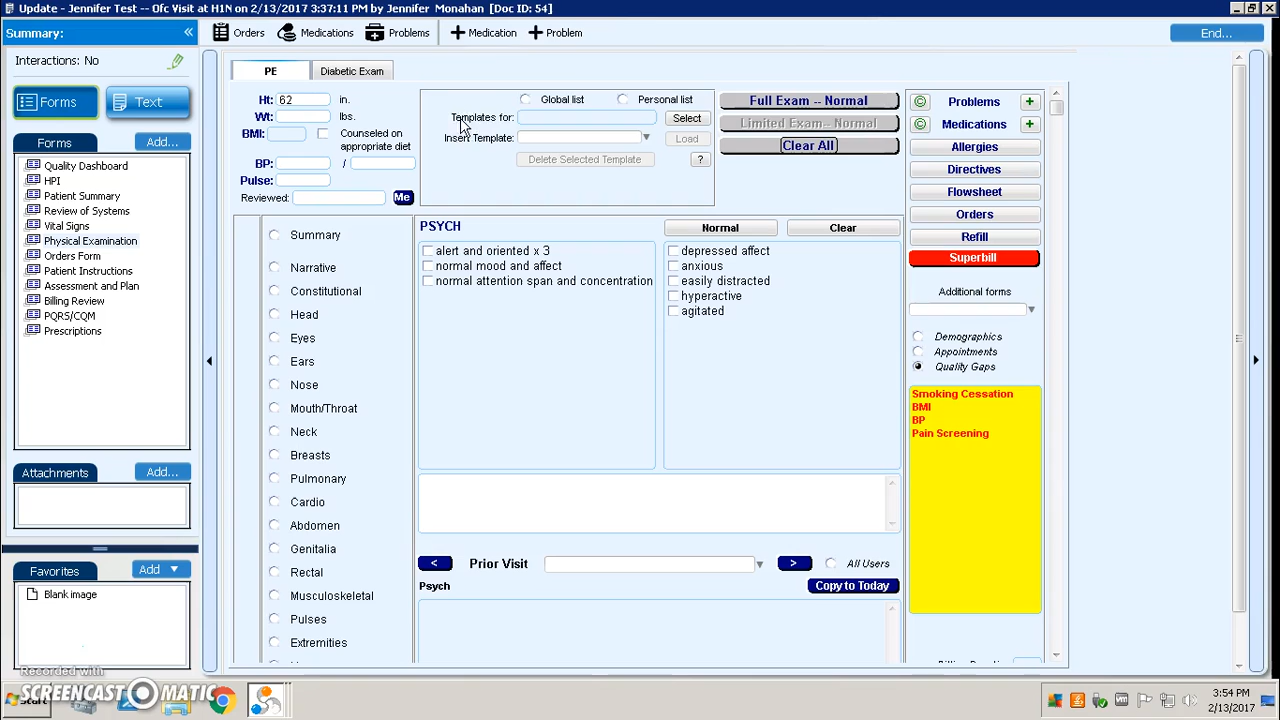 Update - Jennifer Test -- Ofc Visit at H1N on 2/13/2017 3:37:11 PM by Jennifer Monahan [Doc ID: 54]
Summary: «
Orders Medications Problems + Medication + Problem End...
Interactions: No
Forms Text
Forms Add...
Quality Dashboard
HPI
Patient Summary
Review of Systems
Vital Signs
Physical Examination
Orders Form
Patient Instructions
Assessment and Plan
Billing Review
PQRS/CQM
Prescriptions
Attachments Add...
Favorites Add
Blank image
PE Diabetic Exam
Ht: 62 in.
Wt: lbs.
BMI: Counseled on
appropriate diet
BP: /
Pulse:
Reviewed: Me
Global list Personal list
Templates for: Select
Insert Template: Load
Delete Selected Template ?
Full Exam -- Normal
Limited Exam--Normal
Clear All
Summary
Narrative
Constitutional
Head
Eyes
Ears
Nose
Mouth/Throat
Neck
Breasts
Pulmonary
Cardio
Abdomen
Genitalia
Rectal
Musculoskeletal
Pulses
Extremities
PSYCH Normal Clear
alert and oriented x 3
normal mood and affect
normal attention span and concentration
depressed affect
anxious
easily distracted
hyperactive
agitated
< Prior Visit > All Users
Psych Copy to Today
© Problems +
© Medications +
Allergies
Directives
Flowsheet
Orders
Refill
Superbill
Additional forms
Demographics
Appointments
Quality Gaps
Smoking Cessation
BMI
BP
Pain Screening
Recorded with
SCREENCAST MATIC
Start
3:54 PM
2/13/2017